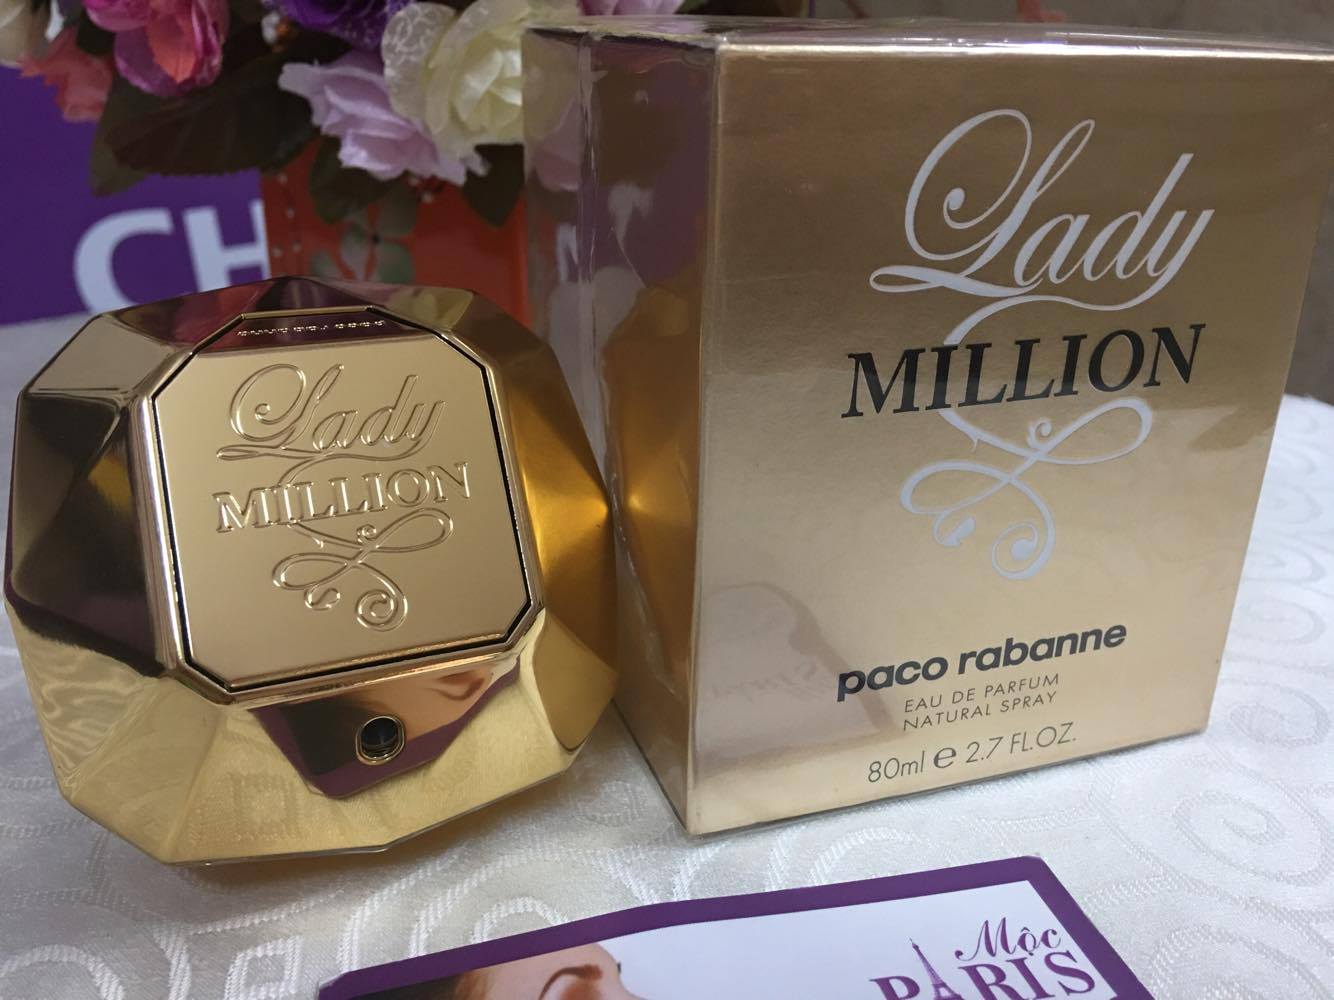 CH
Lady
MILLION
Lady
MILLION
paco rabanne
EAU DE PARFUM
NATURAL SPRAY
80ml e 2.7 FL.OZ.
Mộc
PARIS